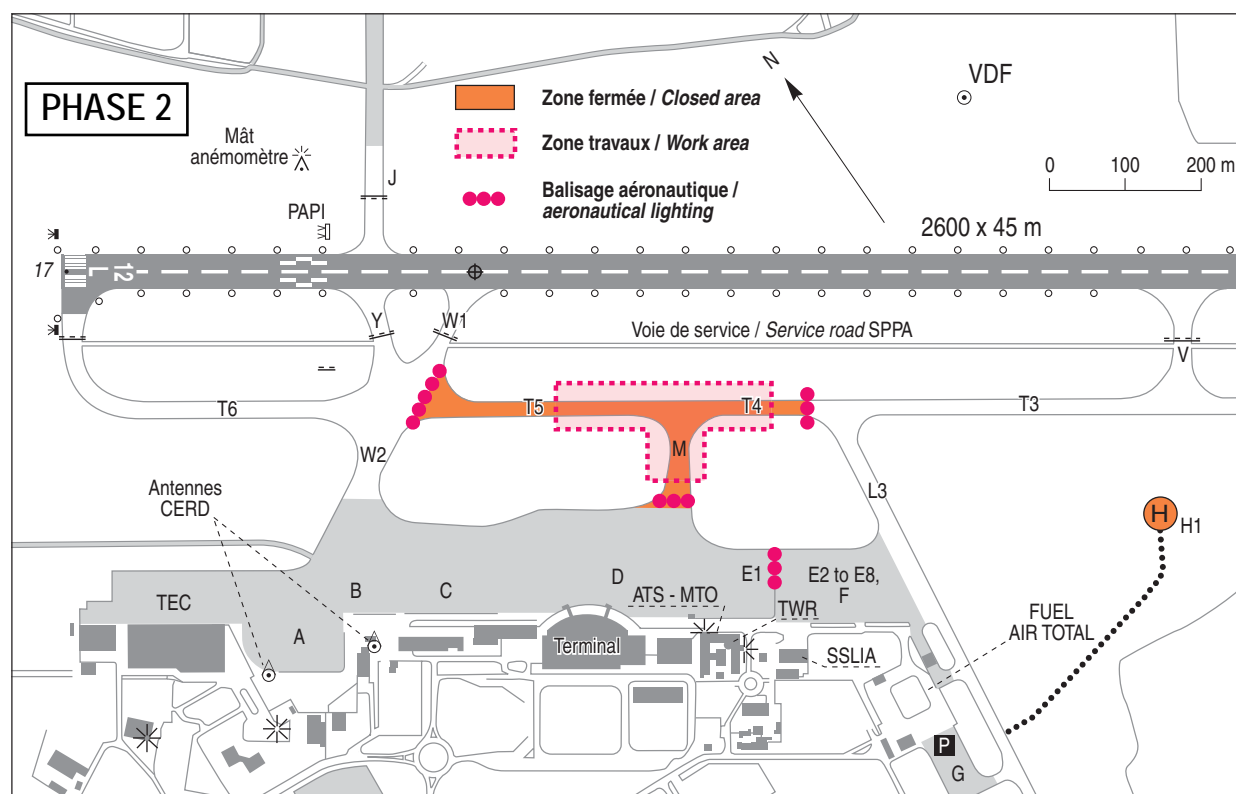 PHASE 2
Zone fermée / Closed area
Zone travaux / Work area
Balisage aéronautique /
aeronautical lighting
N
VDF
0 100 200 m
Mât
anémomètre
J
PAPI
2600 x 45 m
17
12
L
Y
W1
Voie de service / Service road SPPA
V
T6
T5
T4
T3
W2
M
L3
Antennes
CERD
H
H1
TEC
A
B
C
D
E1
E2 to E8,
F
ATS - MTO
TWR
Terminal
SSLIA
FUEL
AIR TOTAL
P
G